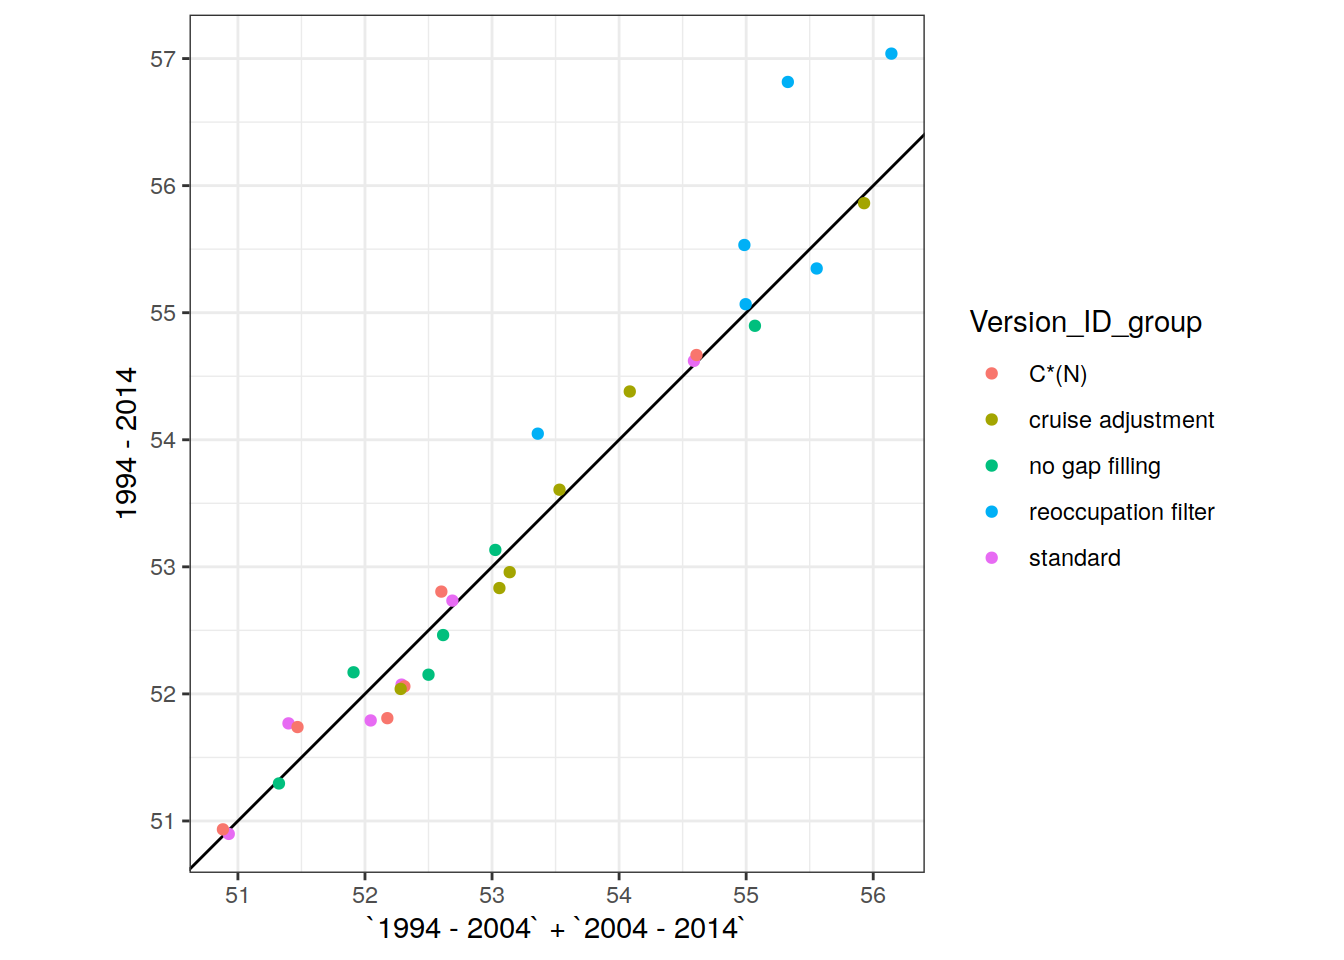 57
56
55
54
53
52
51
1994 - 2014
51 52 53 54 55 56
`1994 - 2004` + `2004 - 2014`
Version_ID_group
C*(N)
cruise adjustment
no gap filling
reoccupation filter
standard